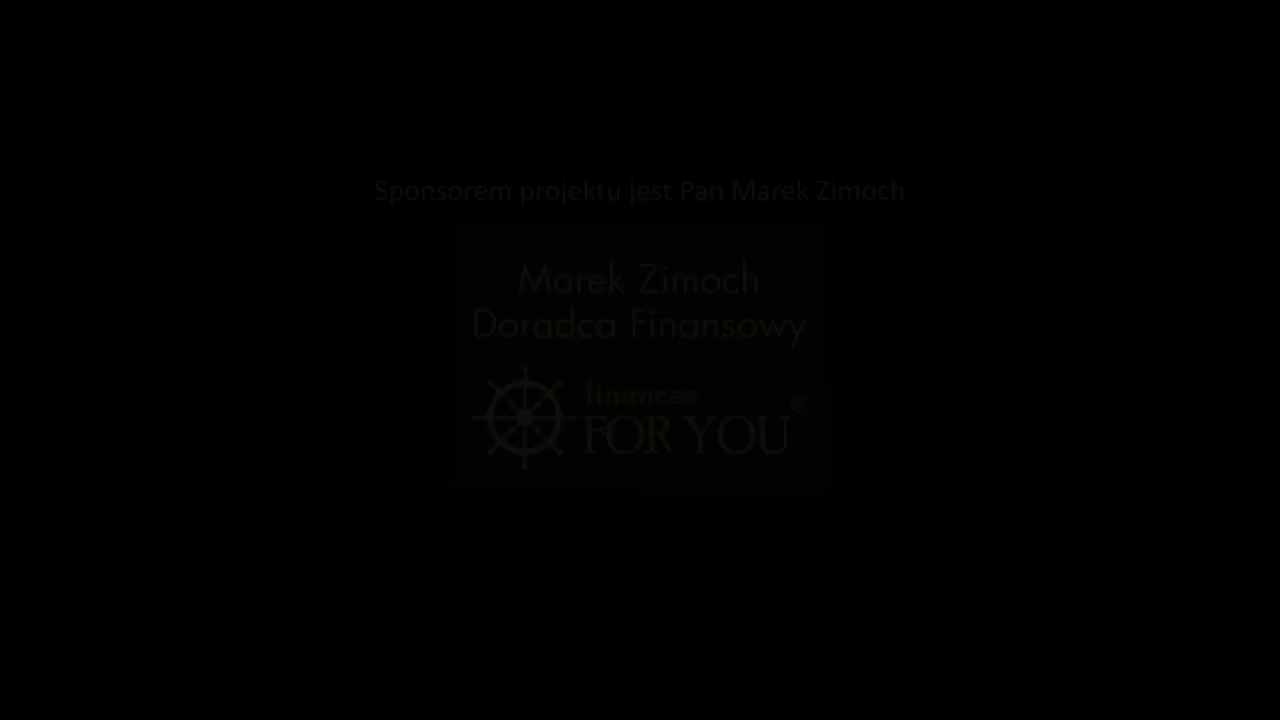 Sponsorem projektu jest Pan Marek Zimoch
Marek Zimoch
Doradca Finansowy
finances
FOR YOU